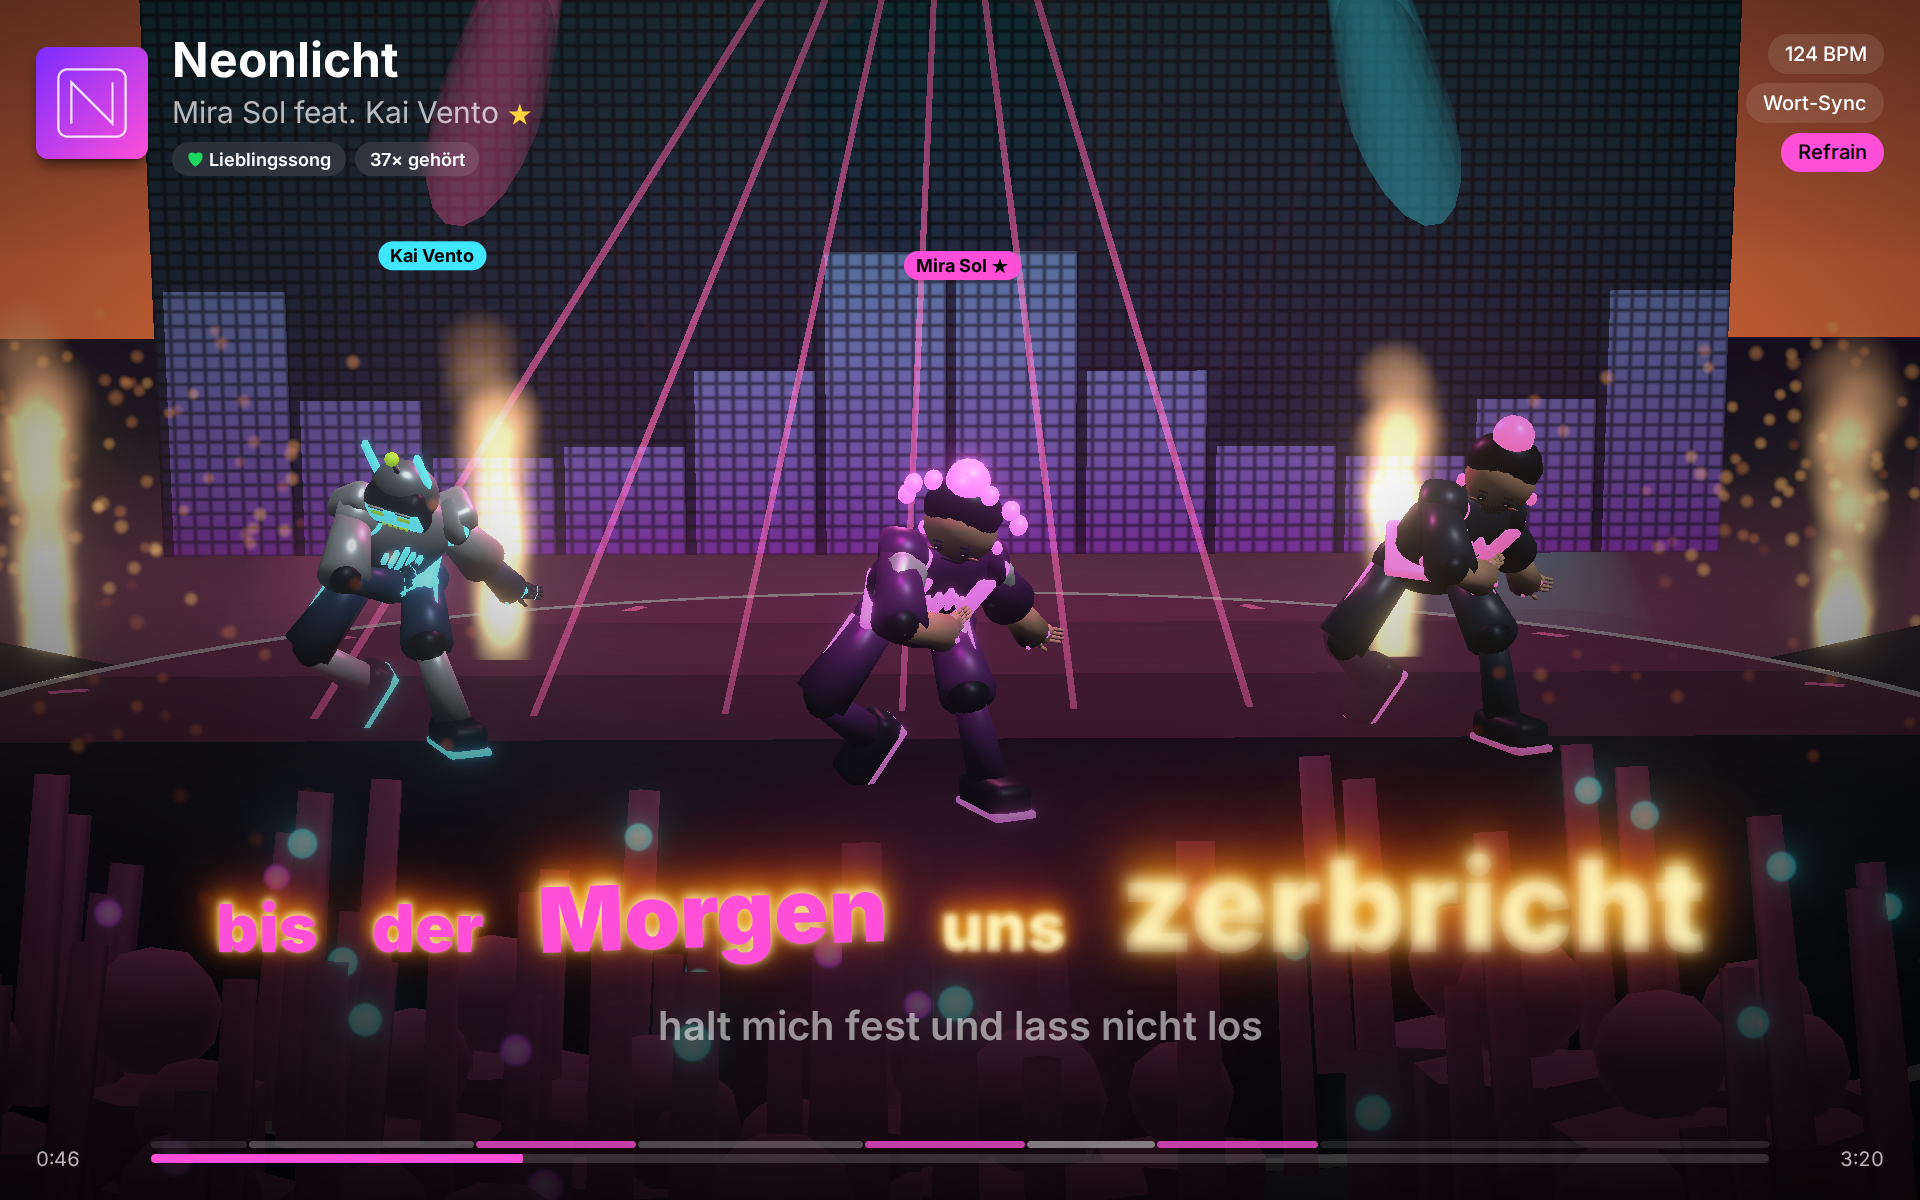 N
Neonlicht
Mira Sol feat. Kai Vento ★
Lieblingssong
37× gehört
124 BPM
Wort-Sync
Refrain
Kai Vento
Mira Sol ★
bis der Morgen uns zerbricht
halt mich fest und lass nicht los
0:46
3:20